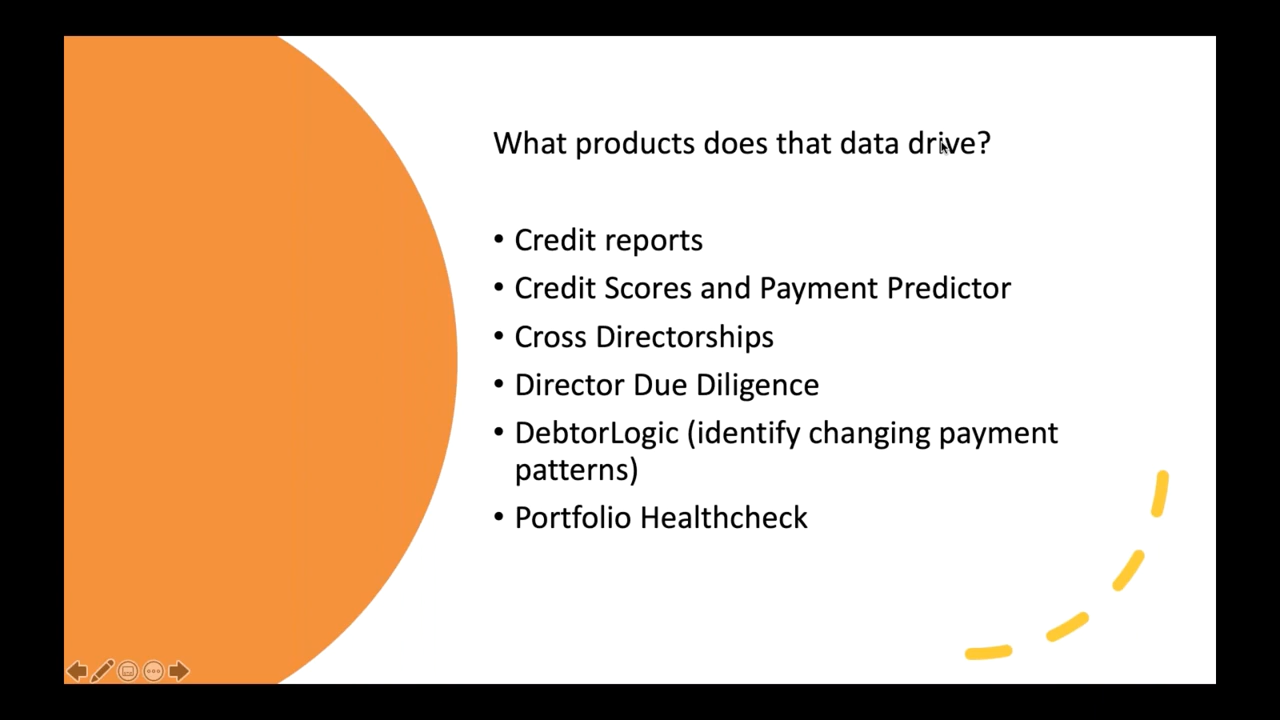 What products does that data drive?
• Credit reports
• Credit Scores and Payment Predictor
• Cross Directorships
• Director Due Diligence
• DebtorLogic (identify changing payment
patterns)
• Portfolio Healthcheck